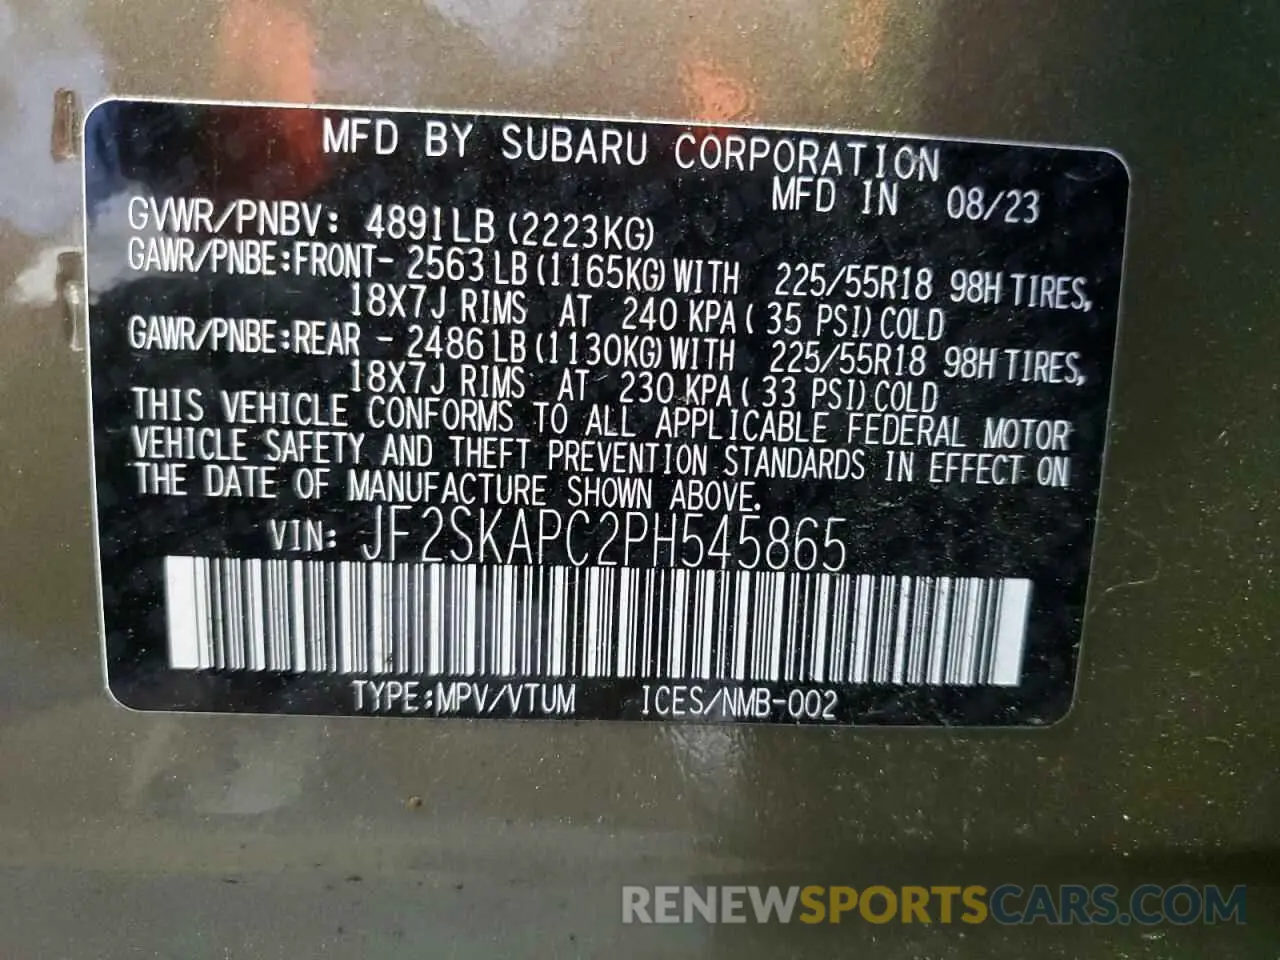 MFD BY SUBARU CORPORATION
MFD IN 08/23
GVWR/PNBV: 4891LB (2223KG)
GAWR/PNBE:FRONT- 2563LB (1165KG) WITH 225/55R18 98H TIRES,
18X7J RIMS AT 240 KPA ( 35 PSI) COLD
GAWR/PNBE:REAR - 2486LB (1130KG) WITH 225/55R18 98H TIRES,
18X7J RIMS AT 230 KPA ( 33 PSI) COLD
THIS VEHICLE CONFORMS TO ALL APPLICABLE FEDERAL MOTOR
VEHICLE SAFETY AND THEFT PREVENTION STANDARDS IN EFFECT ON
THE DATE OF MANUFACTURE SHOWN ABOVE.
VIN: JF2SKAPC2PH545865
TYPE:MPV/VTUM ICES/NMB-002
RENEWSPORTSCARS.COM